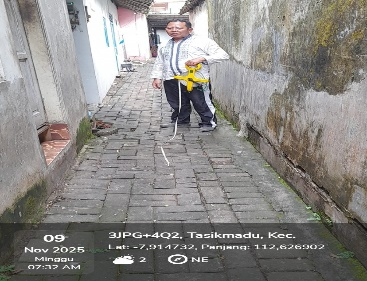 09
Nov 2025
Minggu
07:32 AM
3JPG+4Q2, Tasikmadu, Kec.
Lat: -7,914732, Panjang: 112,626902
2
NE